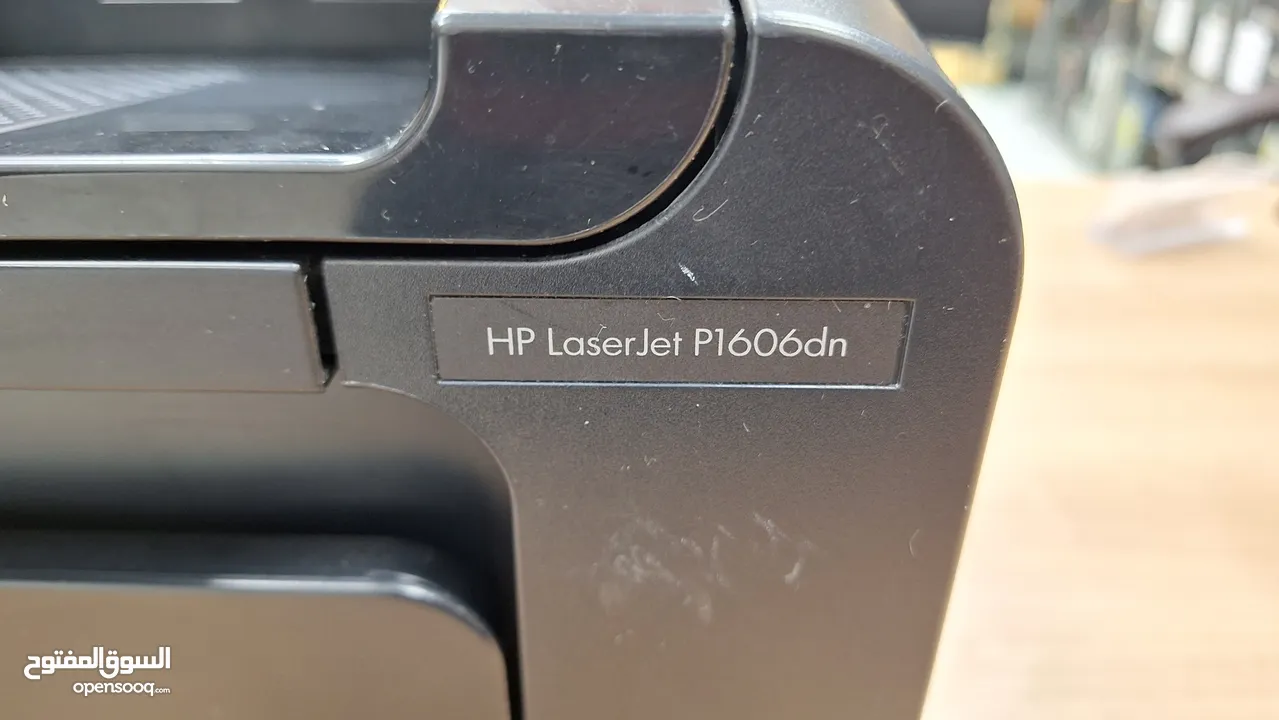 HP LaserJet P1606dn
السوق المفتوح
opensooq.com